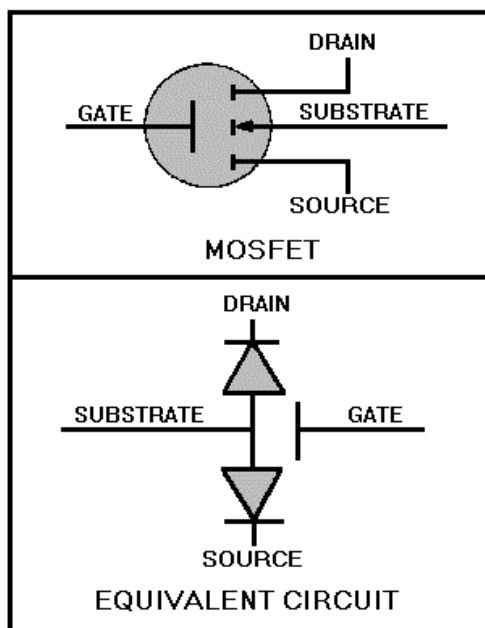 DRAIN
GATE
SUBSTRATE
SOURCE
MOSFET
DRAIN
SUBSTRATE
GATE
SOURCE
EQUIVALENT CIRCUIT